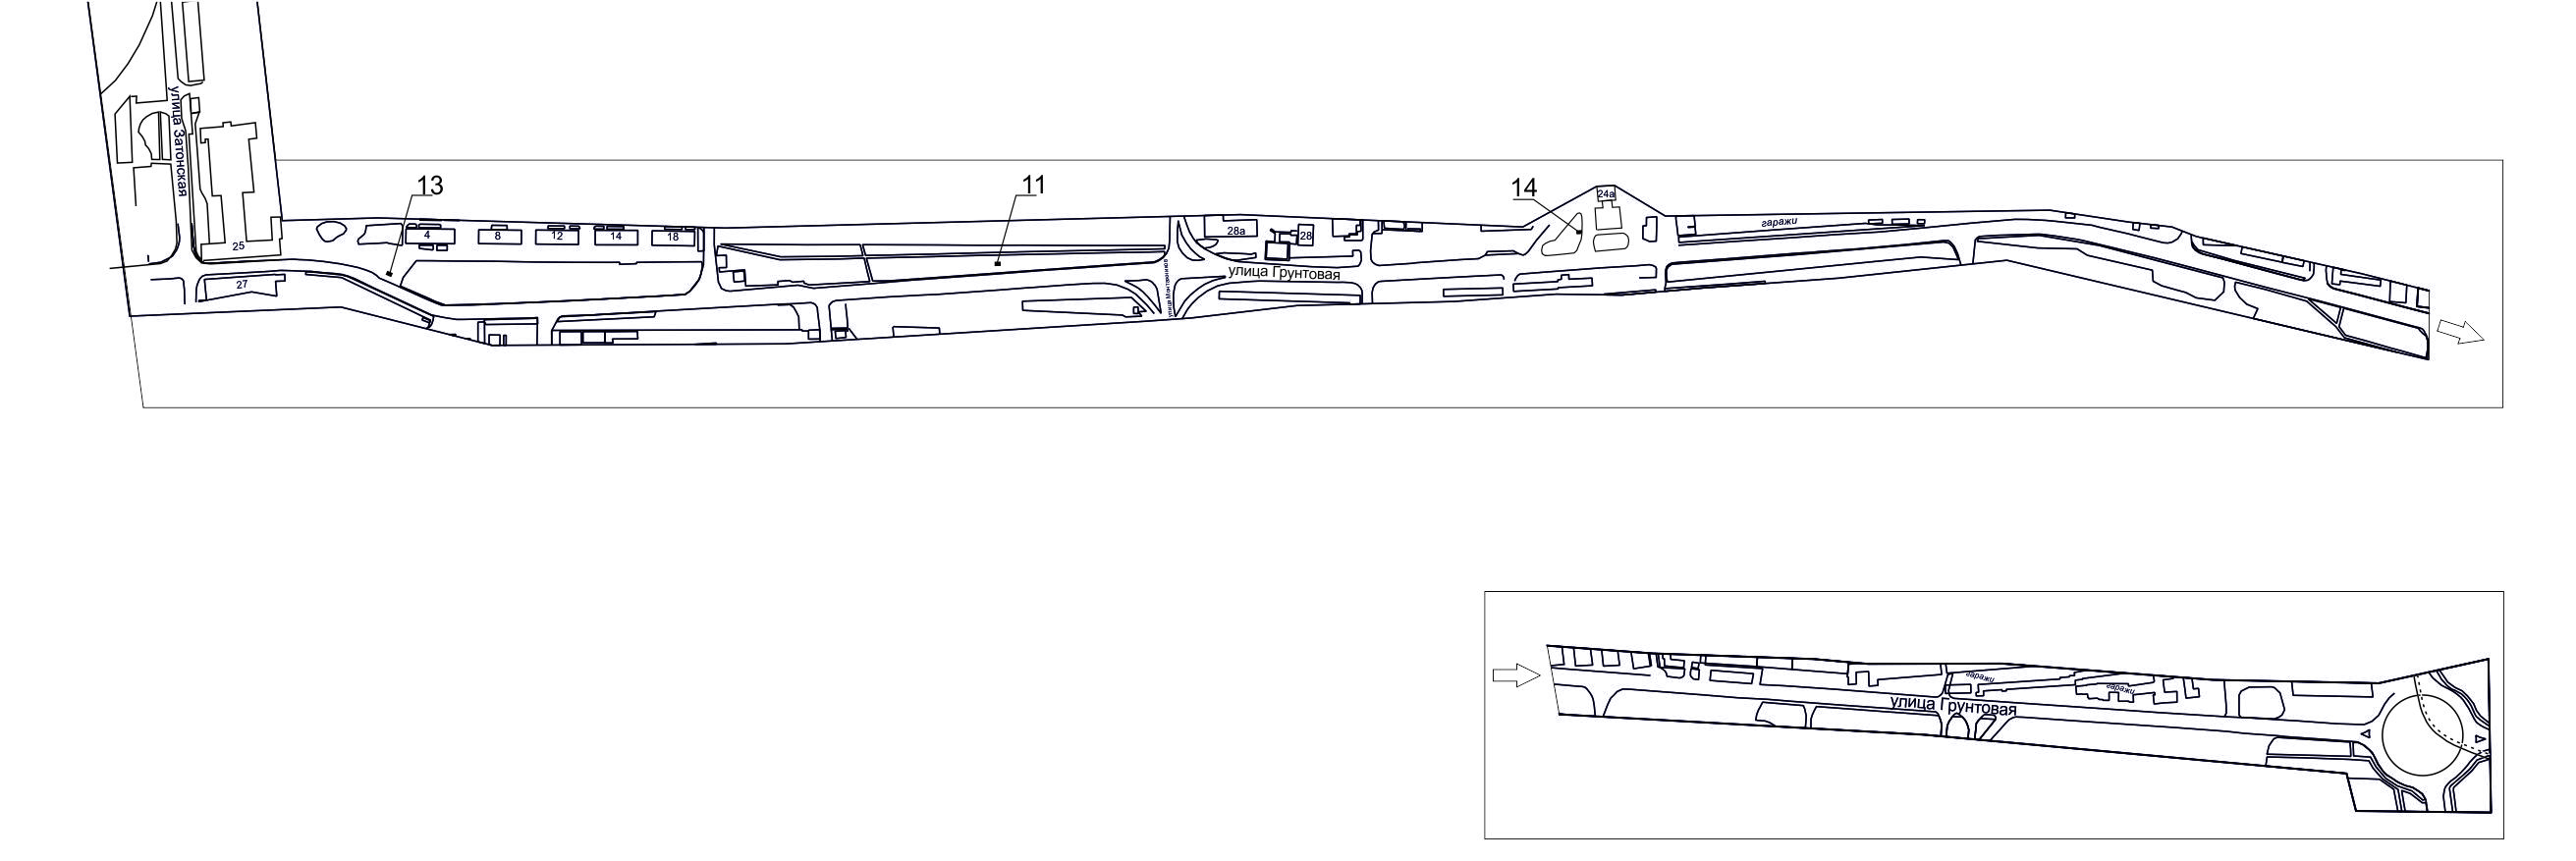 улица Затонская
13
11
14
24а
гаражи
4
8
12
14
18
28а
28
25
27
улица Грунтовая
гаражи
гаражи
улица Грунтовая